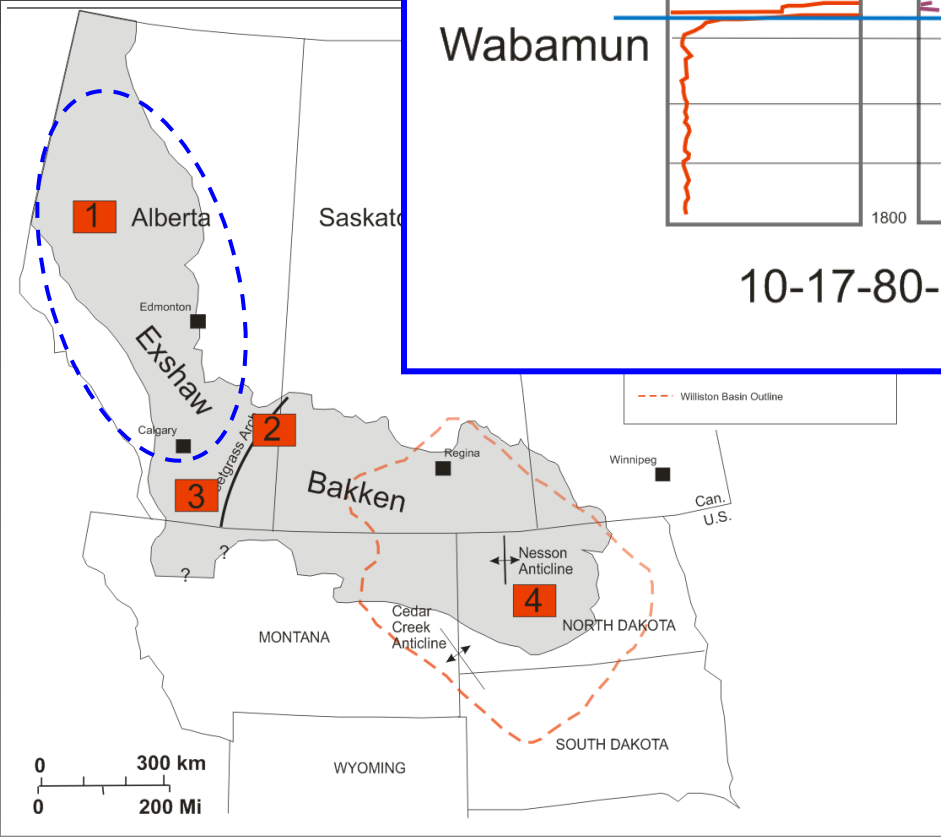 Wabamun
1800
10-17-80-
1
Alberta
Saskatc
Edmonton
Exshaw
Williston Basin Outline
Calgary
2
etgrass Arch
Regina
Winnipeg
Bakken
3
Can.
U.S.
?
?
Nesson
Anticline
4
Cedar
Creek
Anticline
NORTH DAKOTA
MONTANA
SOUTH DAKOTA
WYOMING
0
300 km
0
200 Mi